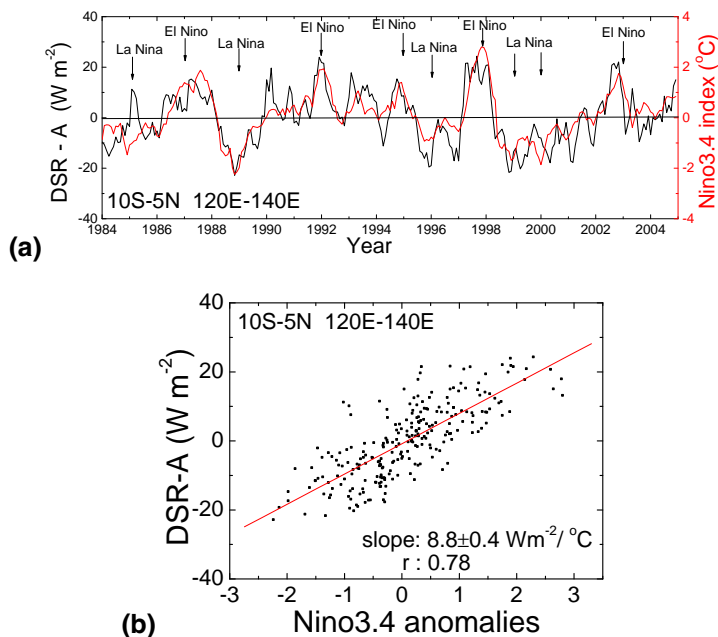 El Nino El Nino El Nino El Nino El Nino
La Nina La Nina La Nina La Nina
40
20
0
-20
-40
DSR - A (W m-2)
4
2
0
-2
-4
Nino3.4 index (°C)
10S-5N 120E-140E
1984 1986 1988 1990 1992 1994 1996 1998 2000 2002 2004
Year
(a)
10S-5N 120E-140E
40
20
0
-20
-40
DSR-A (W m-2)
slope: 8.8±0.4 Wm-2/ °C
r : 0.78
-3 -2 -1 0 1 2 3
Nino3.4 anomalies
(b)